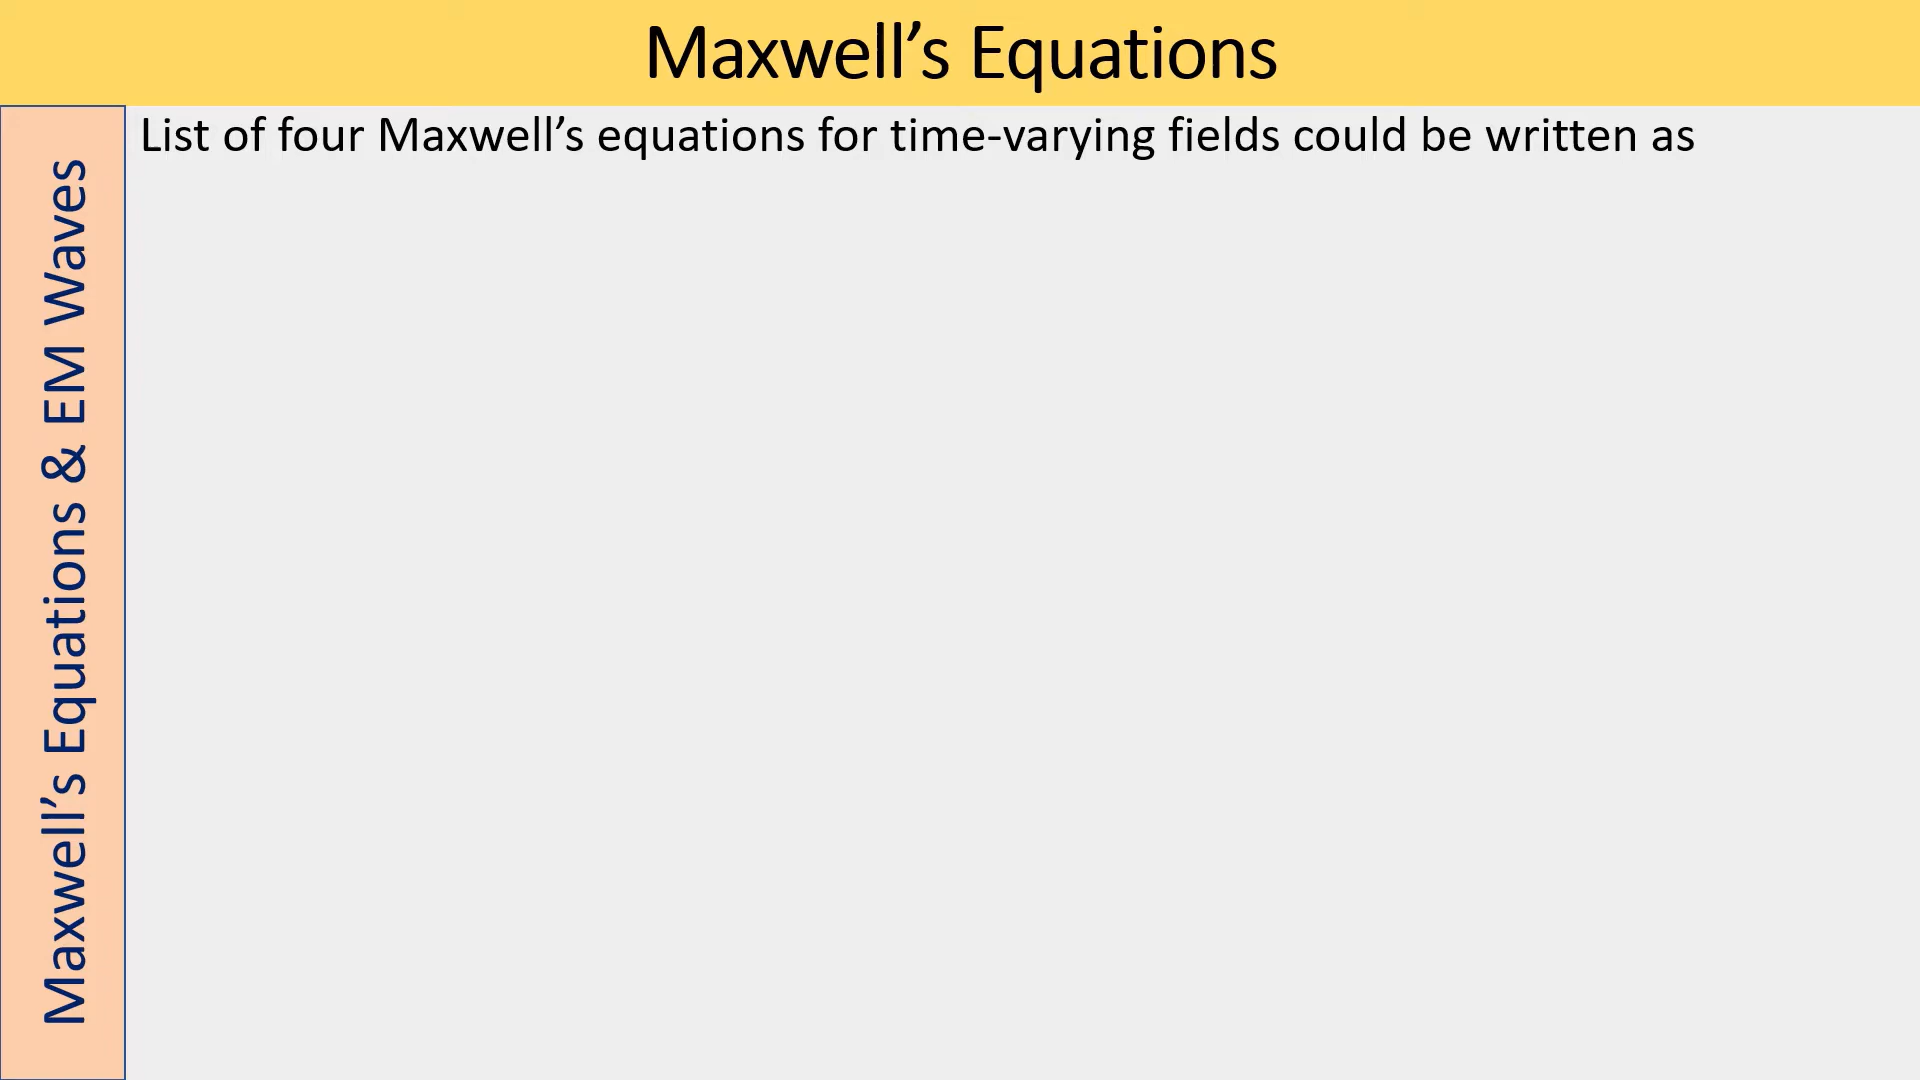 Maxwell’s Equations
List of four Maxwell’s equations for time-varying fields could be written as
Maxwell’s Equations & EM Waves